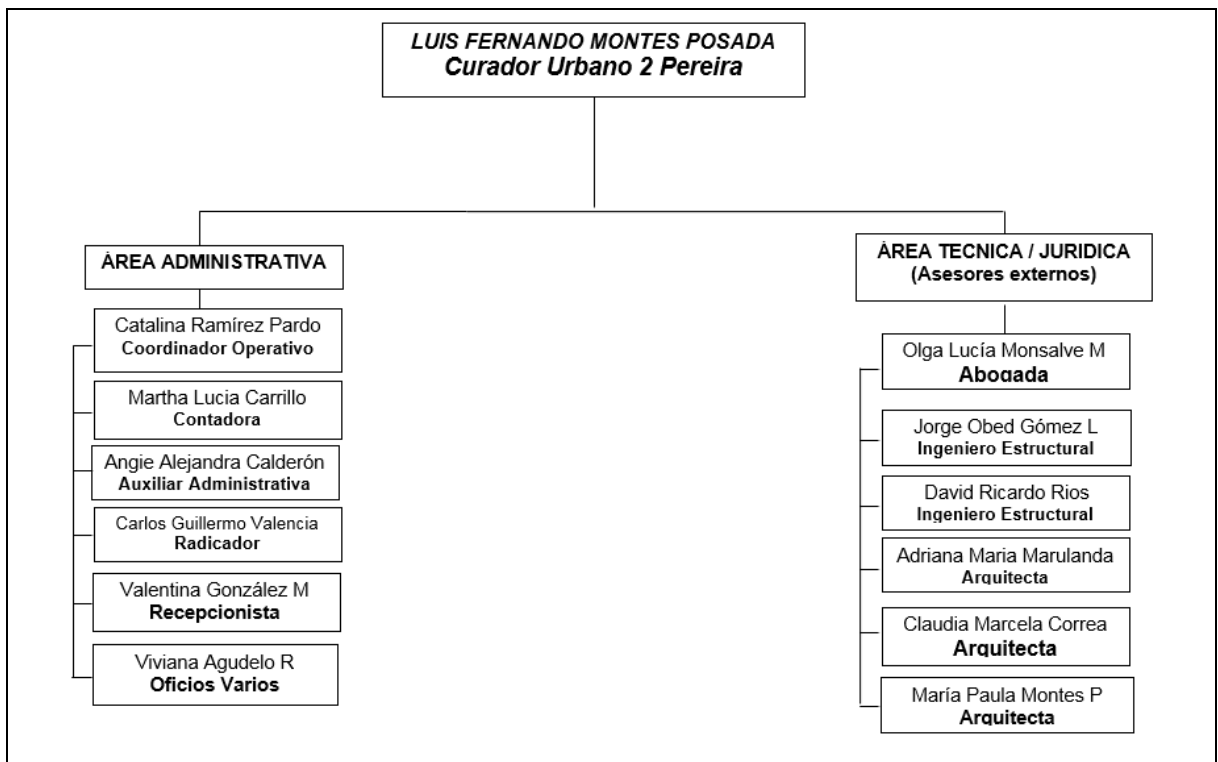 LUIS FERNANDO MONTES POSADA
Curador Urbano 2 Pereira
ÁREA ADMINISTRATIVA
Catalina Ramírez Pardo
Coordinador Operativo
Martha Lucia Carrillo
Contadora
Angie Alejandra Calderón
Auxiliar Administrativa
Carlos Guillermo Valencia
Radicador
Valentina González M
Recepcionista
Viviana Agudelo R
Oficios Varios
ÁREA TECNICA / JURIDICA
(Asesores externos)
Olga Lucía Monsalve M
Abogada
Jorge Obed Gómez L
Ingeniero Estructural
David Ricardo Rios
Ingeniero Estructural
Adriana Maria Marulanda
Arquitecta
Claudia Marcela Correa
Arquitecta
María Paula Montes P
Arquitecta